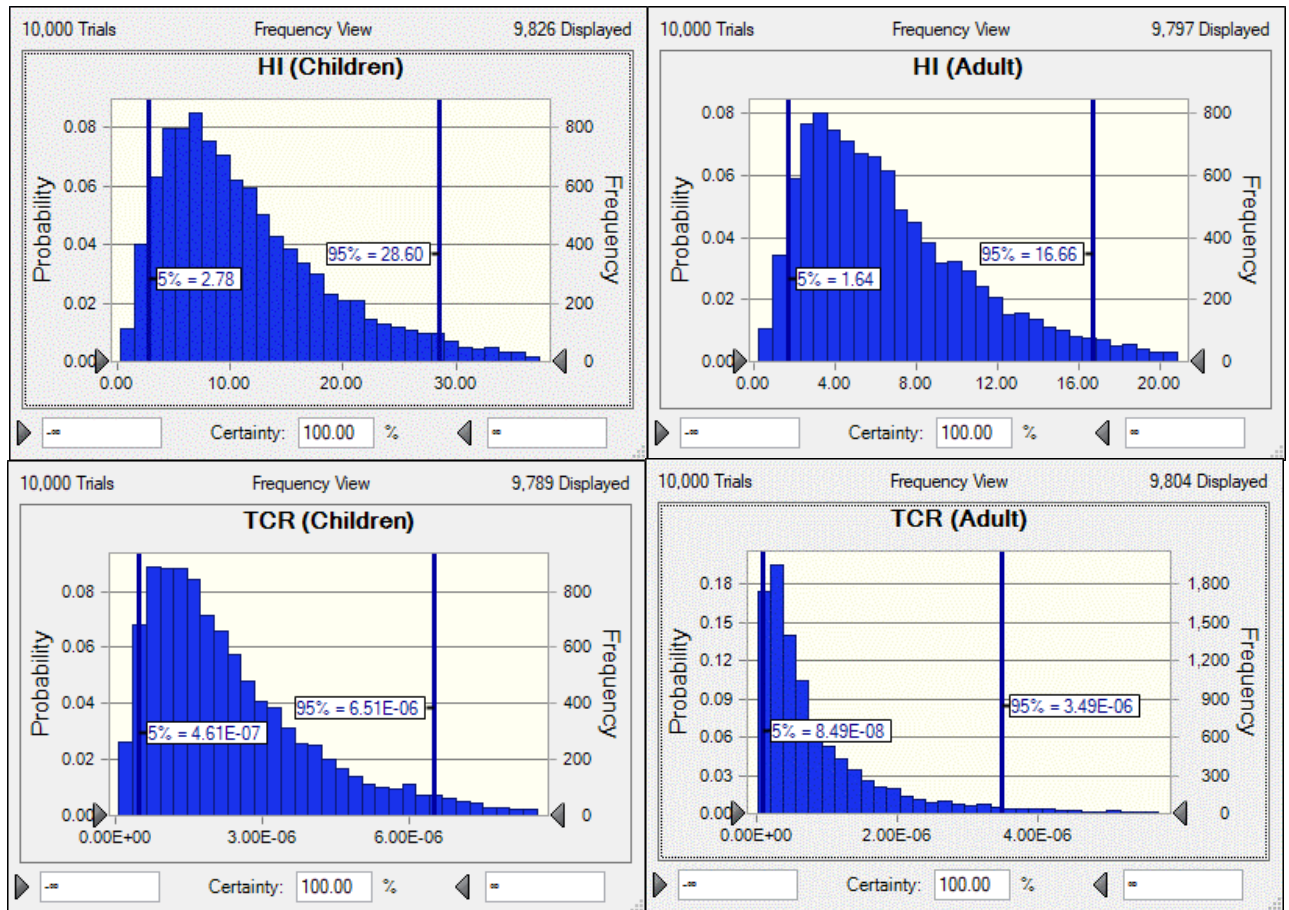 10,000 Trials Frequency View 9,826 Displayed
HI (Children)
Probability
0.08
0.06
0.04
0.02
0.00
800
600
400
200
0
Frequency
95% = 28.60
5% = 2.78
0.00 10.00 20.00 30.00
-∞ Certainty: 100.00 % ∞
10,000 Trials Frequency View 9,797 Displayed
HI (Adult)
Probability
0.08
0.06
0.04
0.02
0.00
800
600
400
200
0
Frequency
95% = 16.66
5% = 1.64
0.00 4.00 8.00 12.00 16.00 20.00
-∞ Certainty: 100.00 % ∞
10,000 Trials Frequency View 9,789 Displayed
TCR (Children)
Probability
0.08
0.06
0.04
0.02
0.00
800
600
400
200
0
Frequency
95% = 6.51E-06
5% = 4.61E-07
0.00E+00 3.00E-06 6.00E-06
-∞ Certainty: 100.00 % ∞
10,000 Trials Frequency View 9,804 Displayed
TCR (Adult)
Probability
0.18
0.15
0.12
0.09
0.06
0.03
0.00
1,800
1,500
1,200
900
600
300
0
Frequency
95% = 3.49E-06
5% = 8.49E-08
0.00E+00 2.00E-06 4.00E-06
-∞ Certainty: 100.00 % ∞